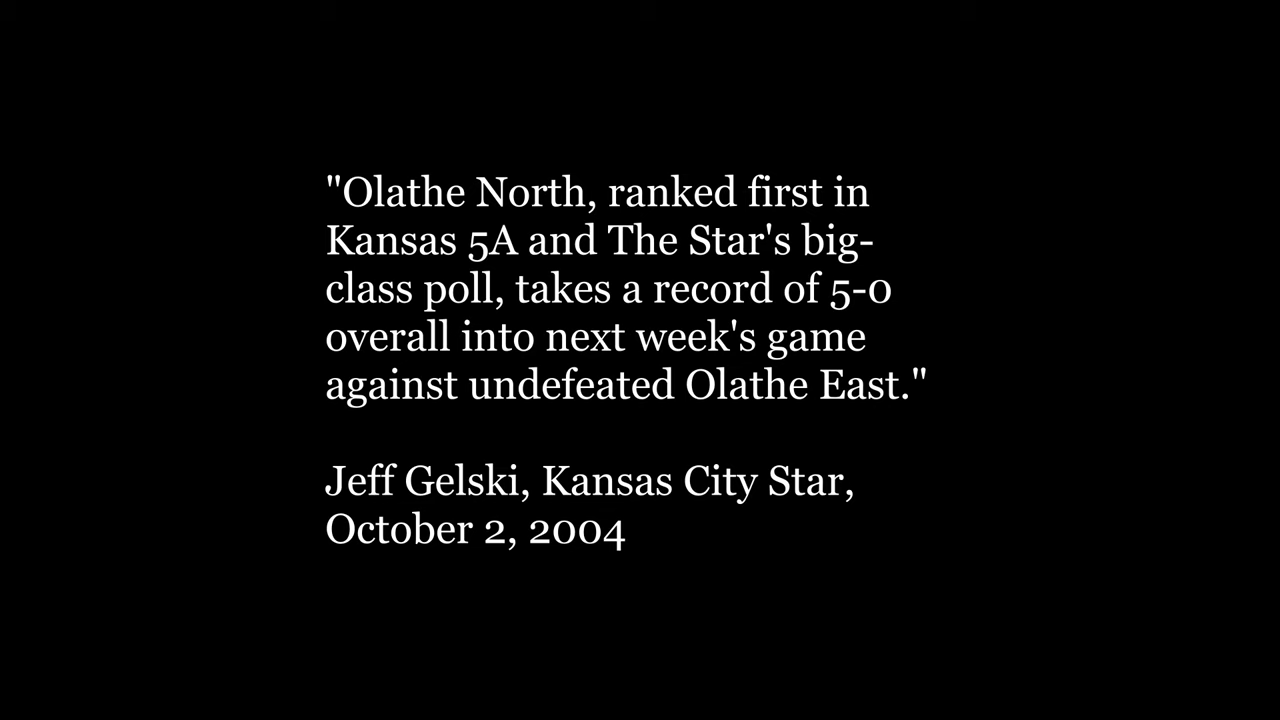 "Olathe North, ranked first in
Kansas 5A and The Star's big-
class poll, takes a record of 5-0
overall into next week's game
against undefeated Olathe East."
Jeff Gelski, Kansas City Star,
October 2, 2004